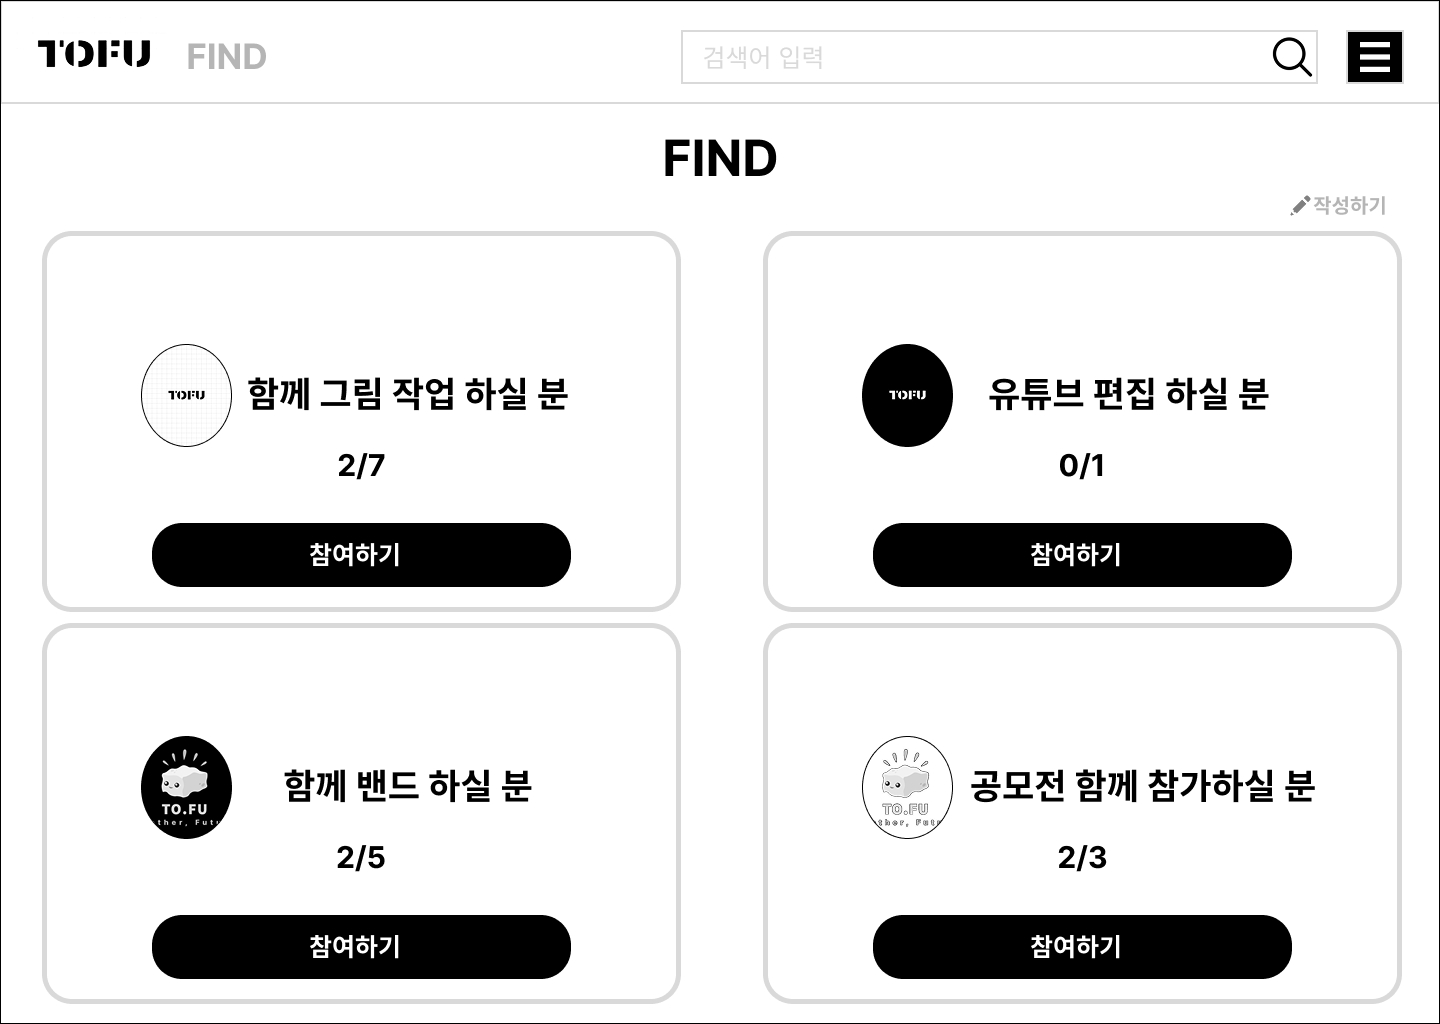 TOFU FIND 검색어 입력
FIND
작성하기
TOFU 함께 그림 작업 하실 분
2/7
참여하기
TOFU 유튜브 편집 하실 분
0/1
참여하기
함께 밴드 하실 분
TO.FU
ther, Fut
2/5
참여하기
공모전 함께 참가하실 분
TO.FU
ther, Fut
2/3
참여하기